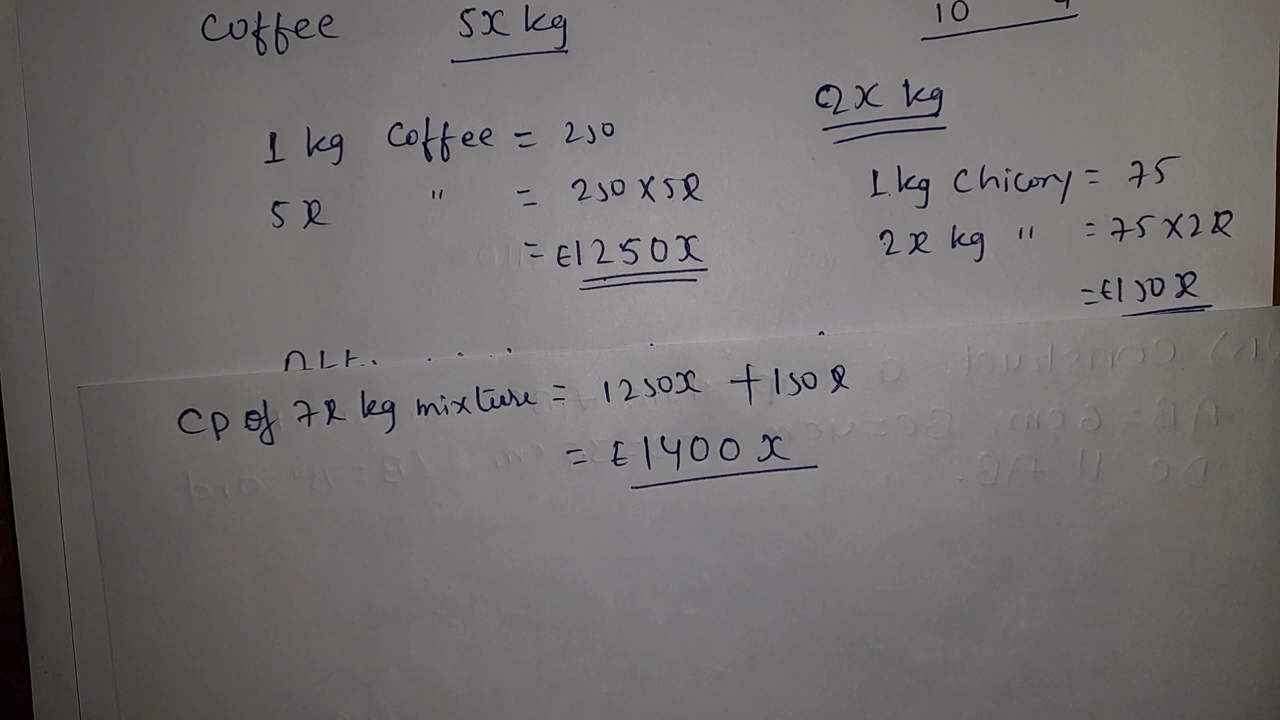 Coffee 5x kg
10
2x kg
1 kg Coffee = 250
5x " = 250 X 5x
= £1250x
1 kg Chicory = 75
2x kg " = 75 X 2x
= £150x
CP of 7x kg mixture = 1250x + 150x
= £1400x